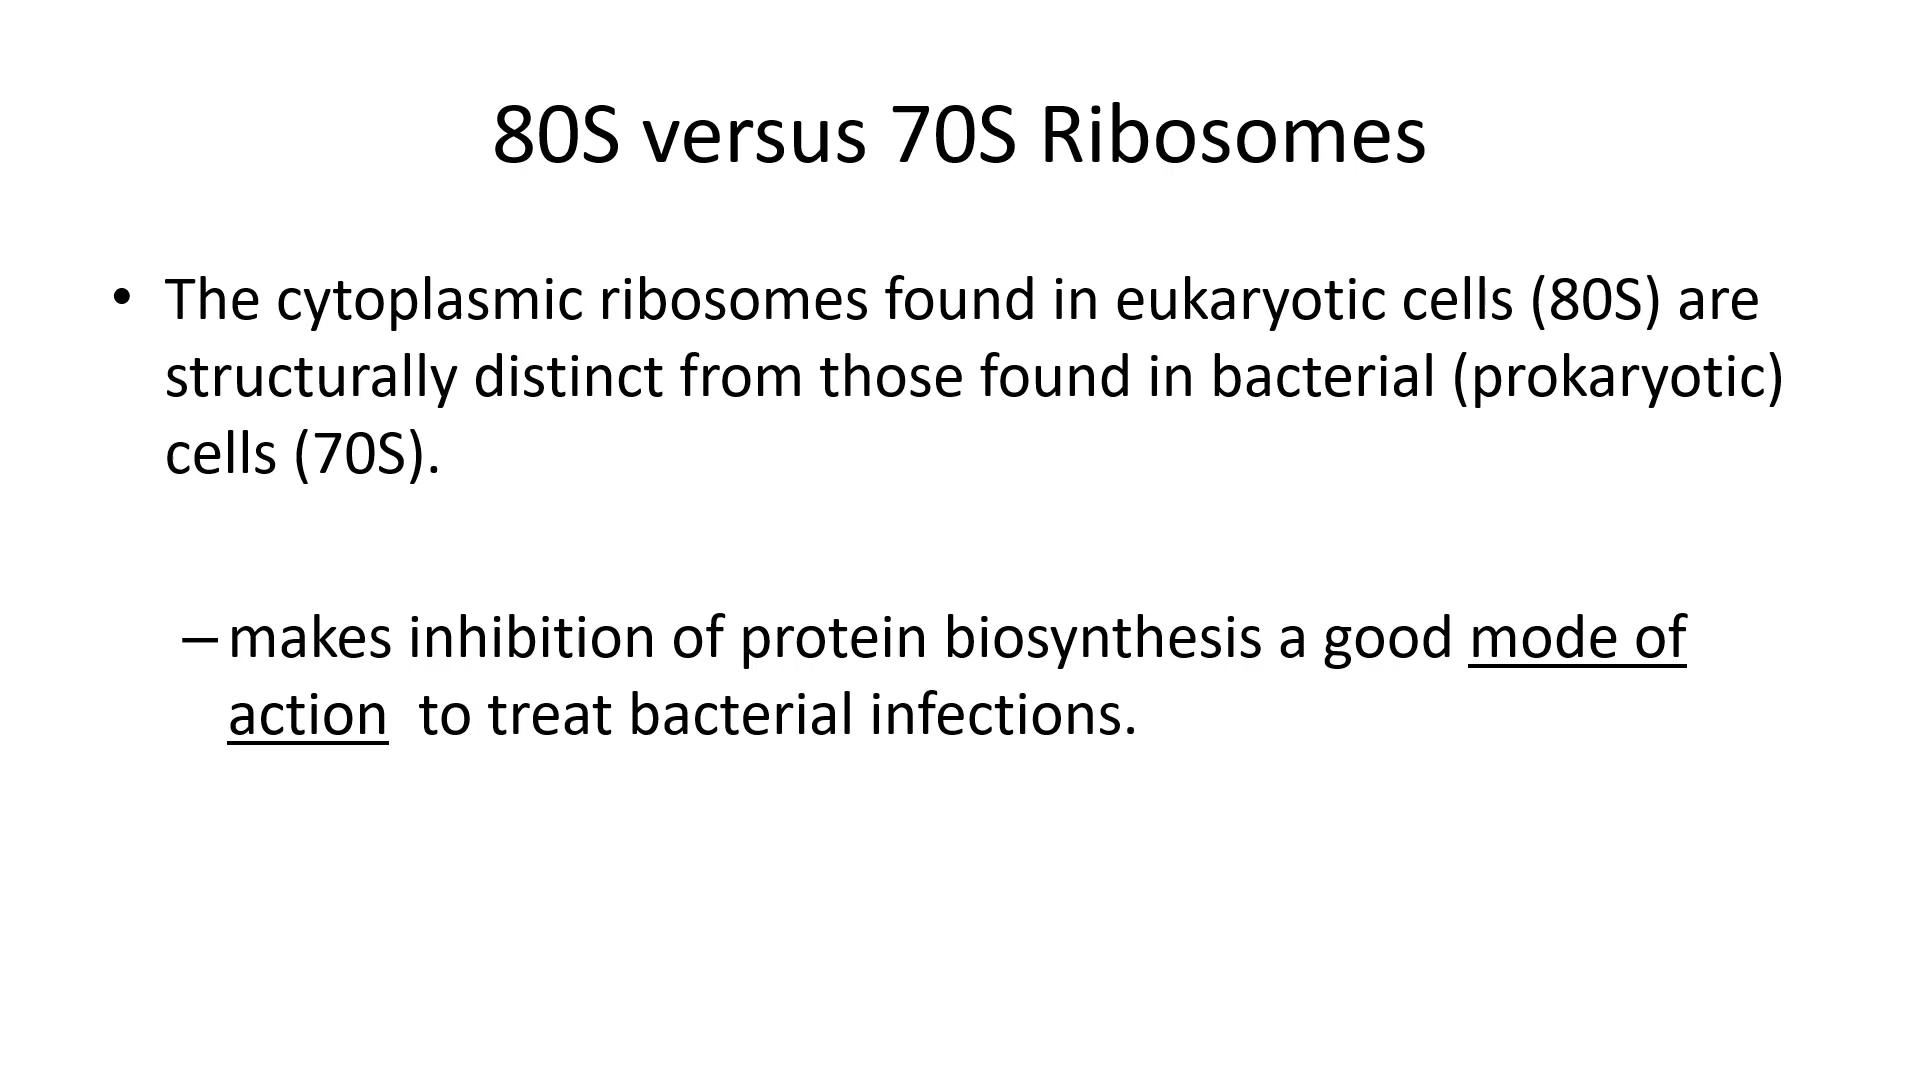 80S versus 70S Ribosomes
• The cytoplasmic ribosomes found in eukaryotic cells (80S) are
structurally distinct from those found in bacterial (prokaryotic)
cells (70S).
– makes inhibition of protein biosynthesis a good mode of
action  to treat bacterial infections.